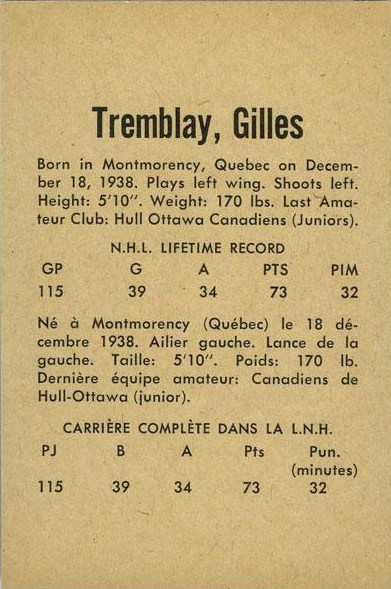 Tremblay, Gilles
Born in Montmorency, Quebec on Decem-
ber 18, 1938. Plays left wing. Shoots left.
Height: 5'10". Weight: 170 lbs. Last Ama-
teur Club: Hull Ottawa Canadiens (Juniors).
N.H.L. LIFETIME RECORD
GP G A PTS PIM
115 39 34 73 32
Né à Montmorency (Québec) le 18 dé-
cembre 1938. Ailier gauche. Lance de la
gauche. Taille: 5'10". Poids: 170 lb.
Dernière équipe amateur: Canadiens de
Hull-Ottawa (junior).
CARRIÈRE COMPLÈTE DANS LA L.N.H.
PJ B A Pts Pun.
(minutes)
115 39 34 73 32